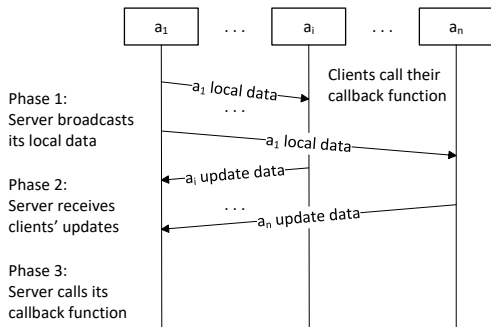 a1 ... ai ... an
Clients call their
callback function
a1 local data
...
Phase 1:
Server broadcasts
its local data
a1 local data
ai update data
Phase 2:
Server receives
clients' updates
...
an update data
Phase 3:
Server calls its
callback function